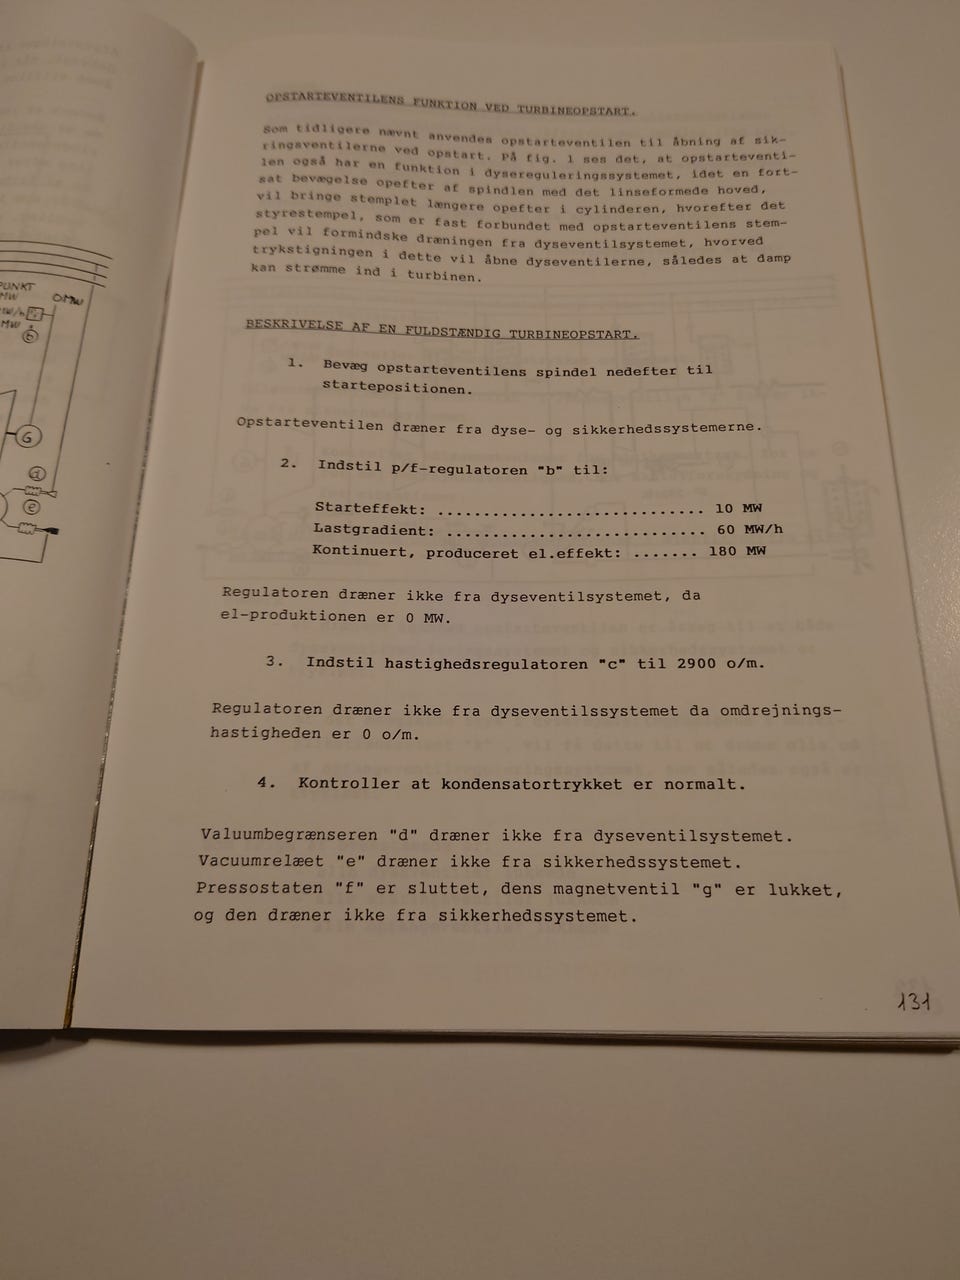 PUNKT
MW
0MW
MW/h
MW
b
G
d
e
OPSTARTEVENTILENS FUNKTION VED TURBINEOPSTART.
Som tidligere nævnt anvendes opstarteventilen til åbning af sik-
ringsventilerne ved opstart. På fig. 1 ses det, at opstarteventi-
len også har en funktion i dysereguleringssystemet, idet en fort-
sat bevægelse opefter af spindlen med det linseformede hoved,
vil bringe stemplet længere opefter i cylinderen, hvorefter det
styrestempel, som er fast forbundet med opstarteventilens stem-
pel vil formindske dræningen fra dyseventilsystemet, hvorved
trykstigningen i dette vil åbne dyseventilerne, således at damp
kan strømme ind i turbinen.
BESKRIVELSE AF EN FULDSTÆNDIG TURBINEOPSTART.
1. Bevæg opstarteventilens spindel nedefter til
startepositionen.
Opstarteventilen dræner fra dyse- og sikkerhedssystemerne.
2. Indstil p/f-regulatoren "b" til:
Starteffekt: ............................ 10 MW
Lastgradient: ........................... 60 MW/h
Kontinuert, produceret el.effekt: ....... 180 MW
Regulatoren dræner ikke fra dyseventilsystemet, da
el-produktionen er 0 MW.
3. Indstil hastighedsregulatoren "c" til 2900 o/m.
Regulatoren dræner ikke fra dyseventilssystemet da omdrejnings-
hastigheden er 0 o/m.
4. Kontroller at kondensatortrykket er normalt.
Valuumbegrænseren "d" dræner ikke fra dyseventilsystemet.
Vacuumrelæet "e" dræner ikke fra sikkerhedssystemet.
Pressostaten "f" er sluttet, dens magnetventil "g" er lukket,
og den dræner ikke fra sikkerhedssystemet.
131